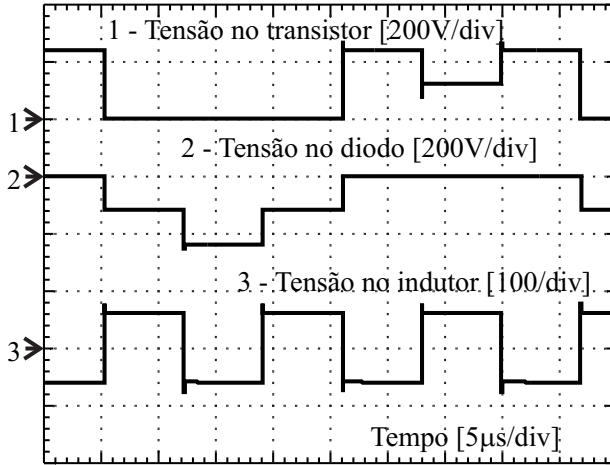 1 - Tensão no transistor [200V/div]
1
2 - Tensão no diodo [200V/div]
2
3 - Tensão no indutor [100/div]
3
Tempo [5µs/div]